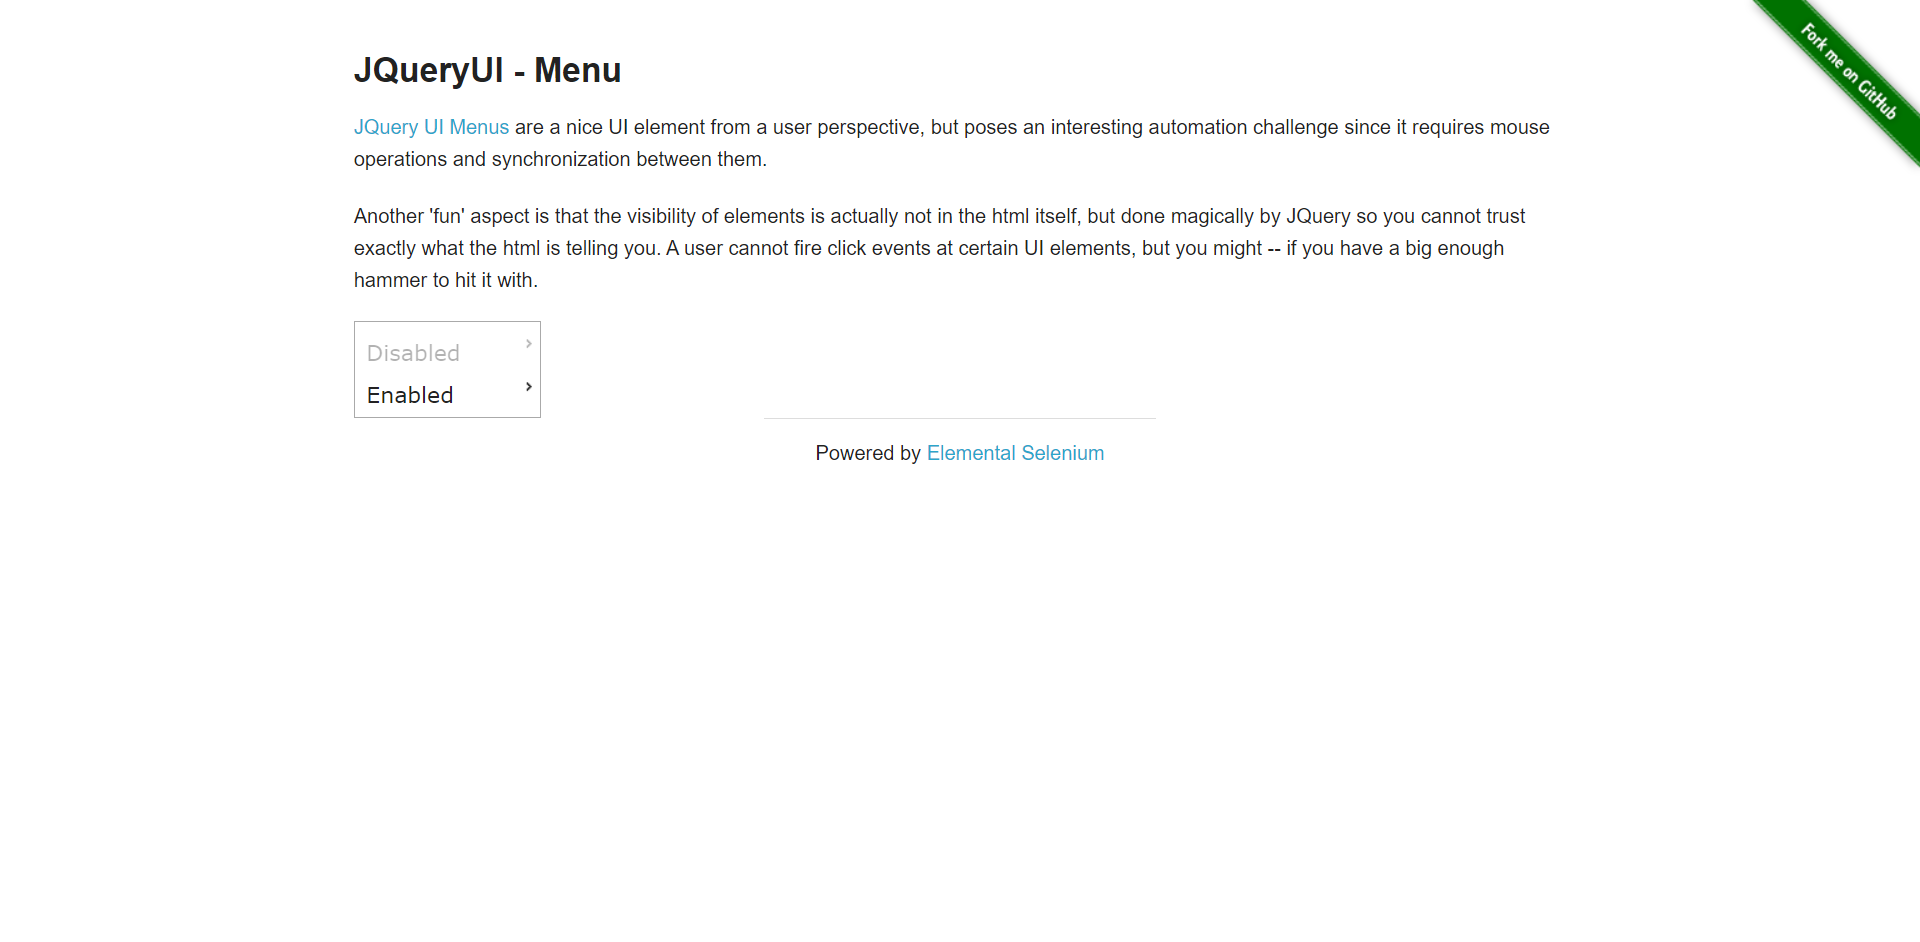 Fork me on GitHub
JQueryUI - Menu
JQuery UI Menus are a nice UI element from a user perspective, but poses an interesting automation challenge since it requires mouse
operations and synchronization between them.
Another 'fun' aspect is that the visibility of elements is actually not in the html itself, but done magically by JQuery so you cannot trust
exactly what the html is telling you. A user cannot fire click events at certain UI elements, but you might -- if you have a big enough
hammer to hit it with.
Disabled
Enabled
Powered by Elemental Selenium